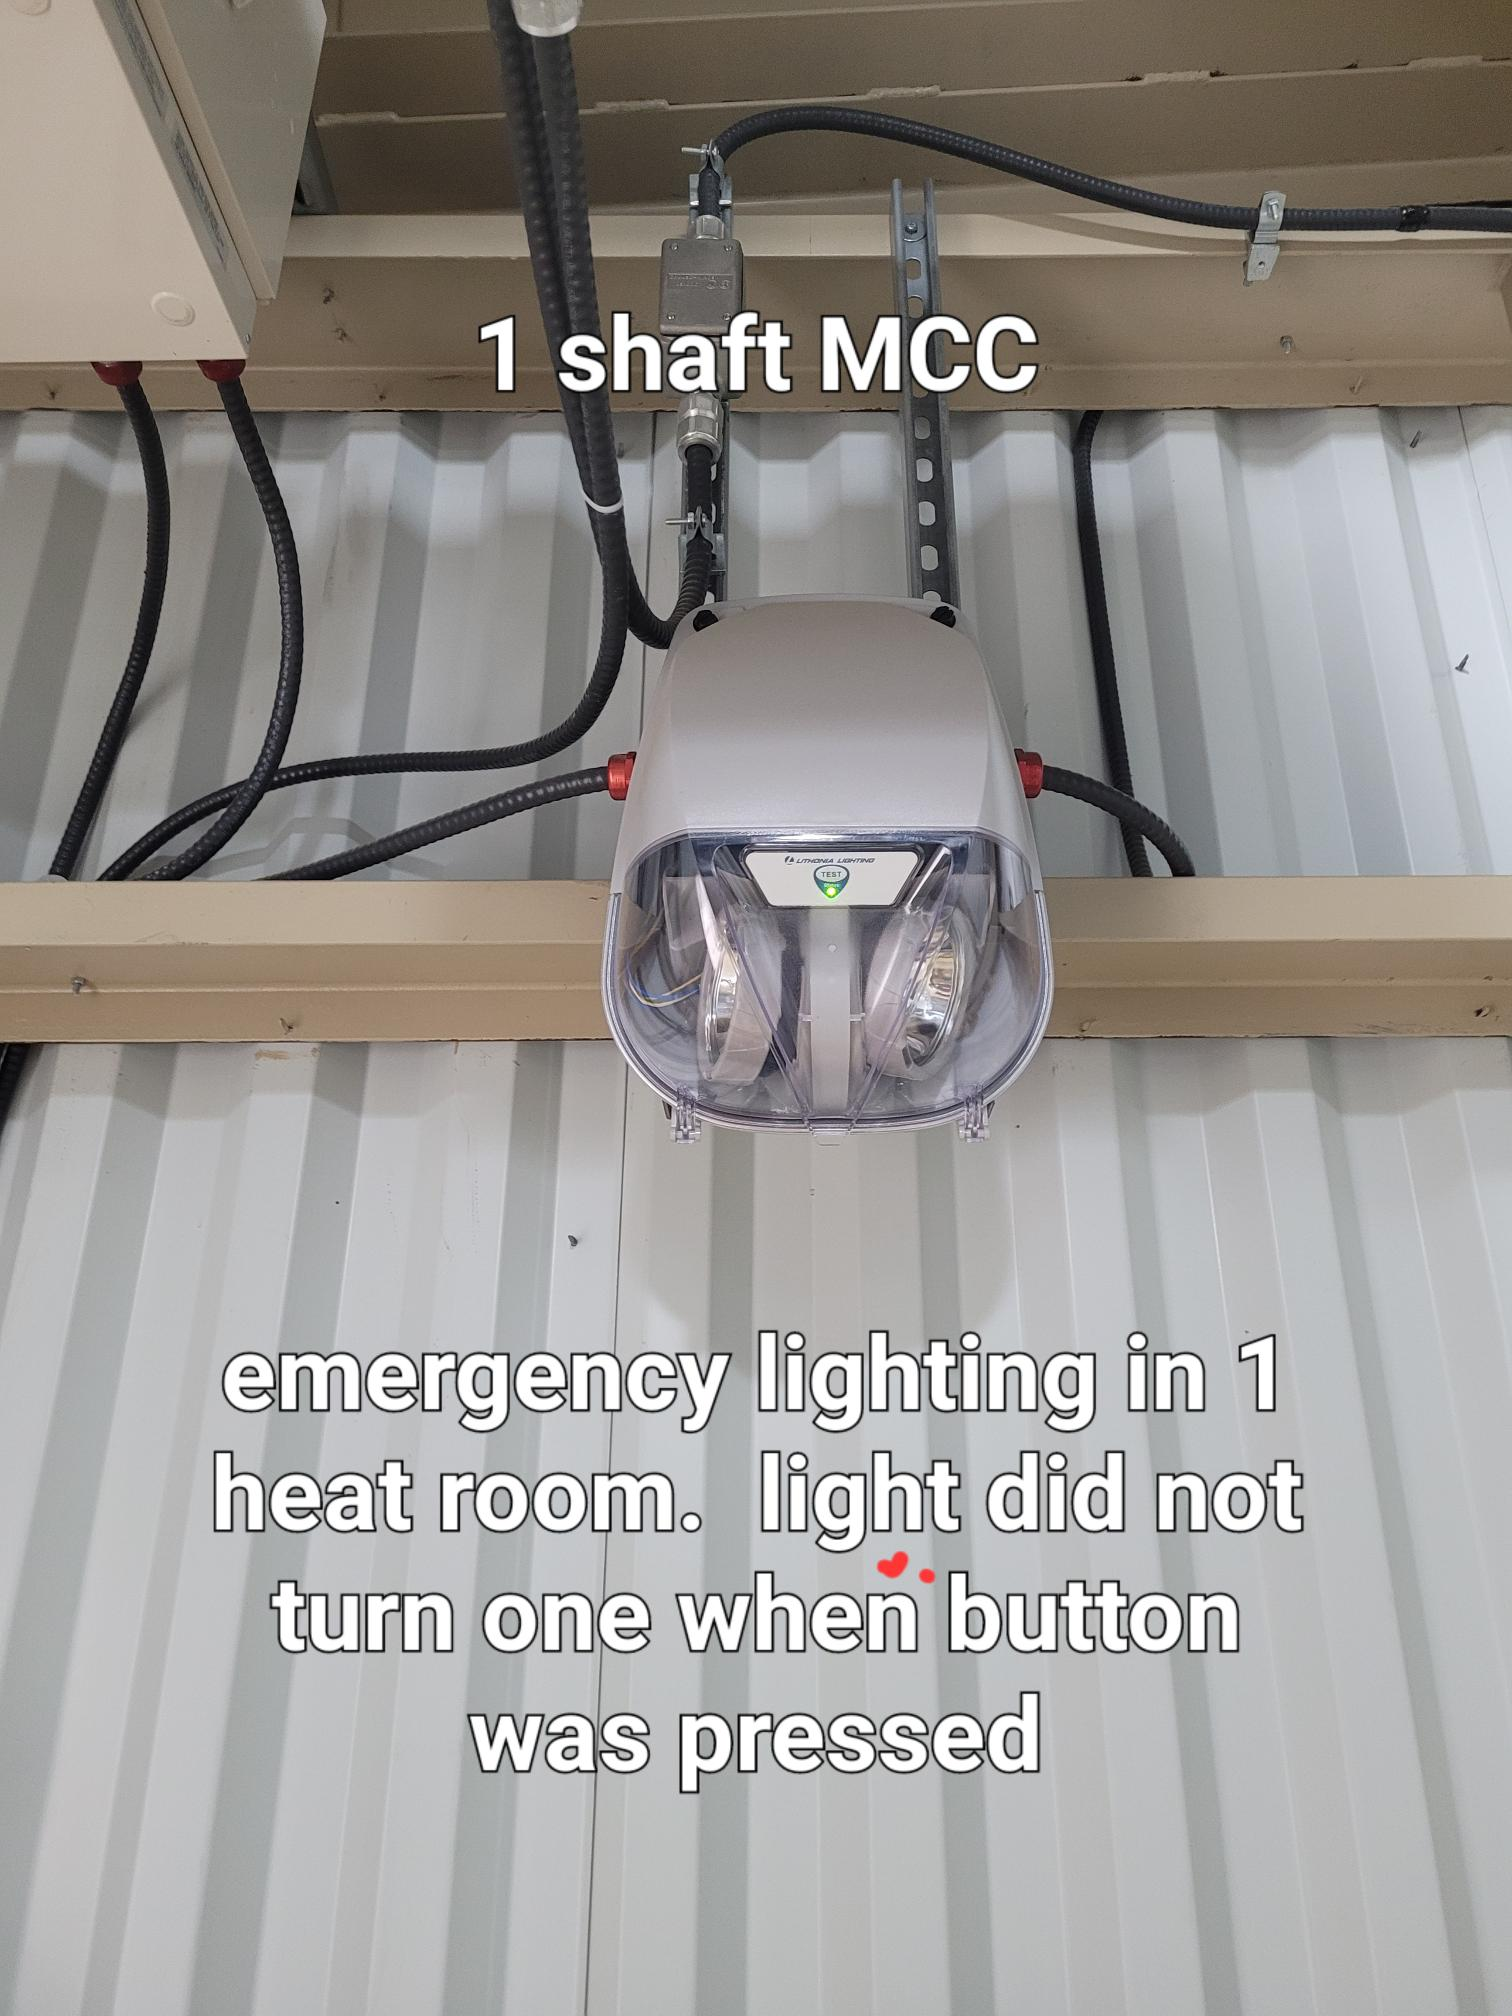 1 shaft MCC
LITHONIA LIGHTING
TEST
emergency lighting in 1
heat room.  light did not
turn one when button
was pressed